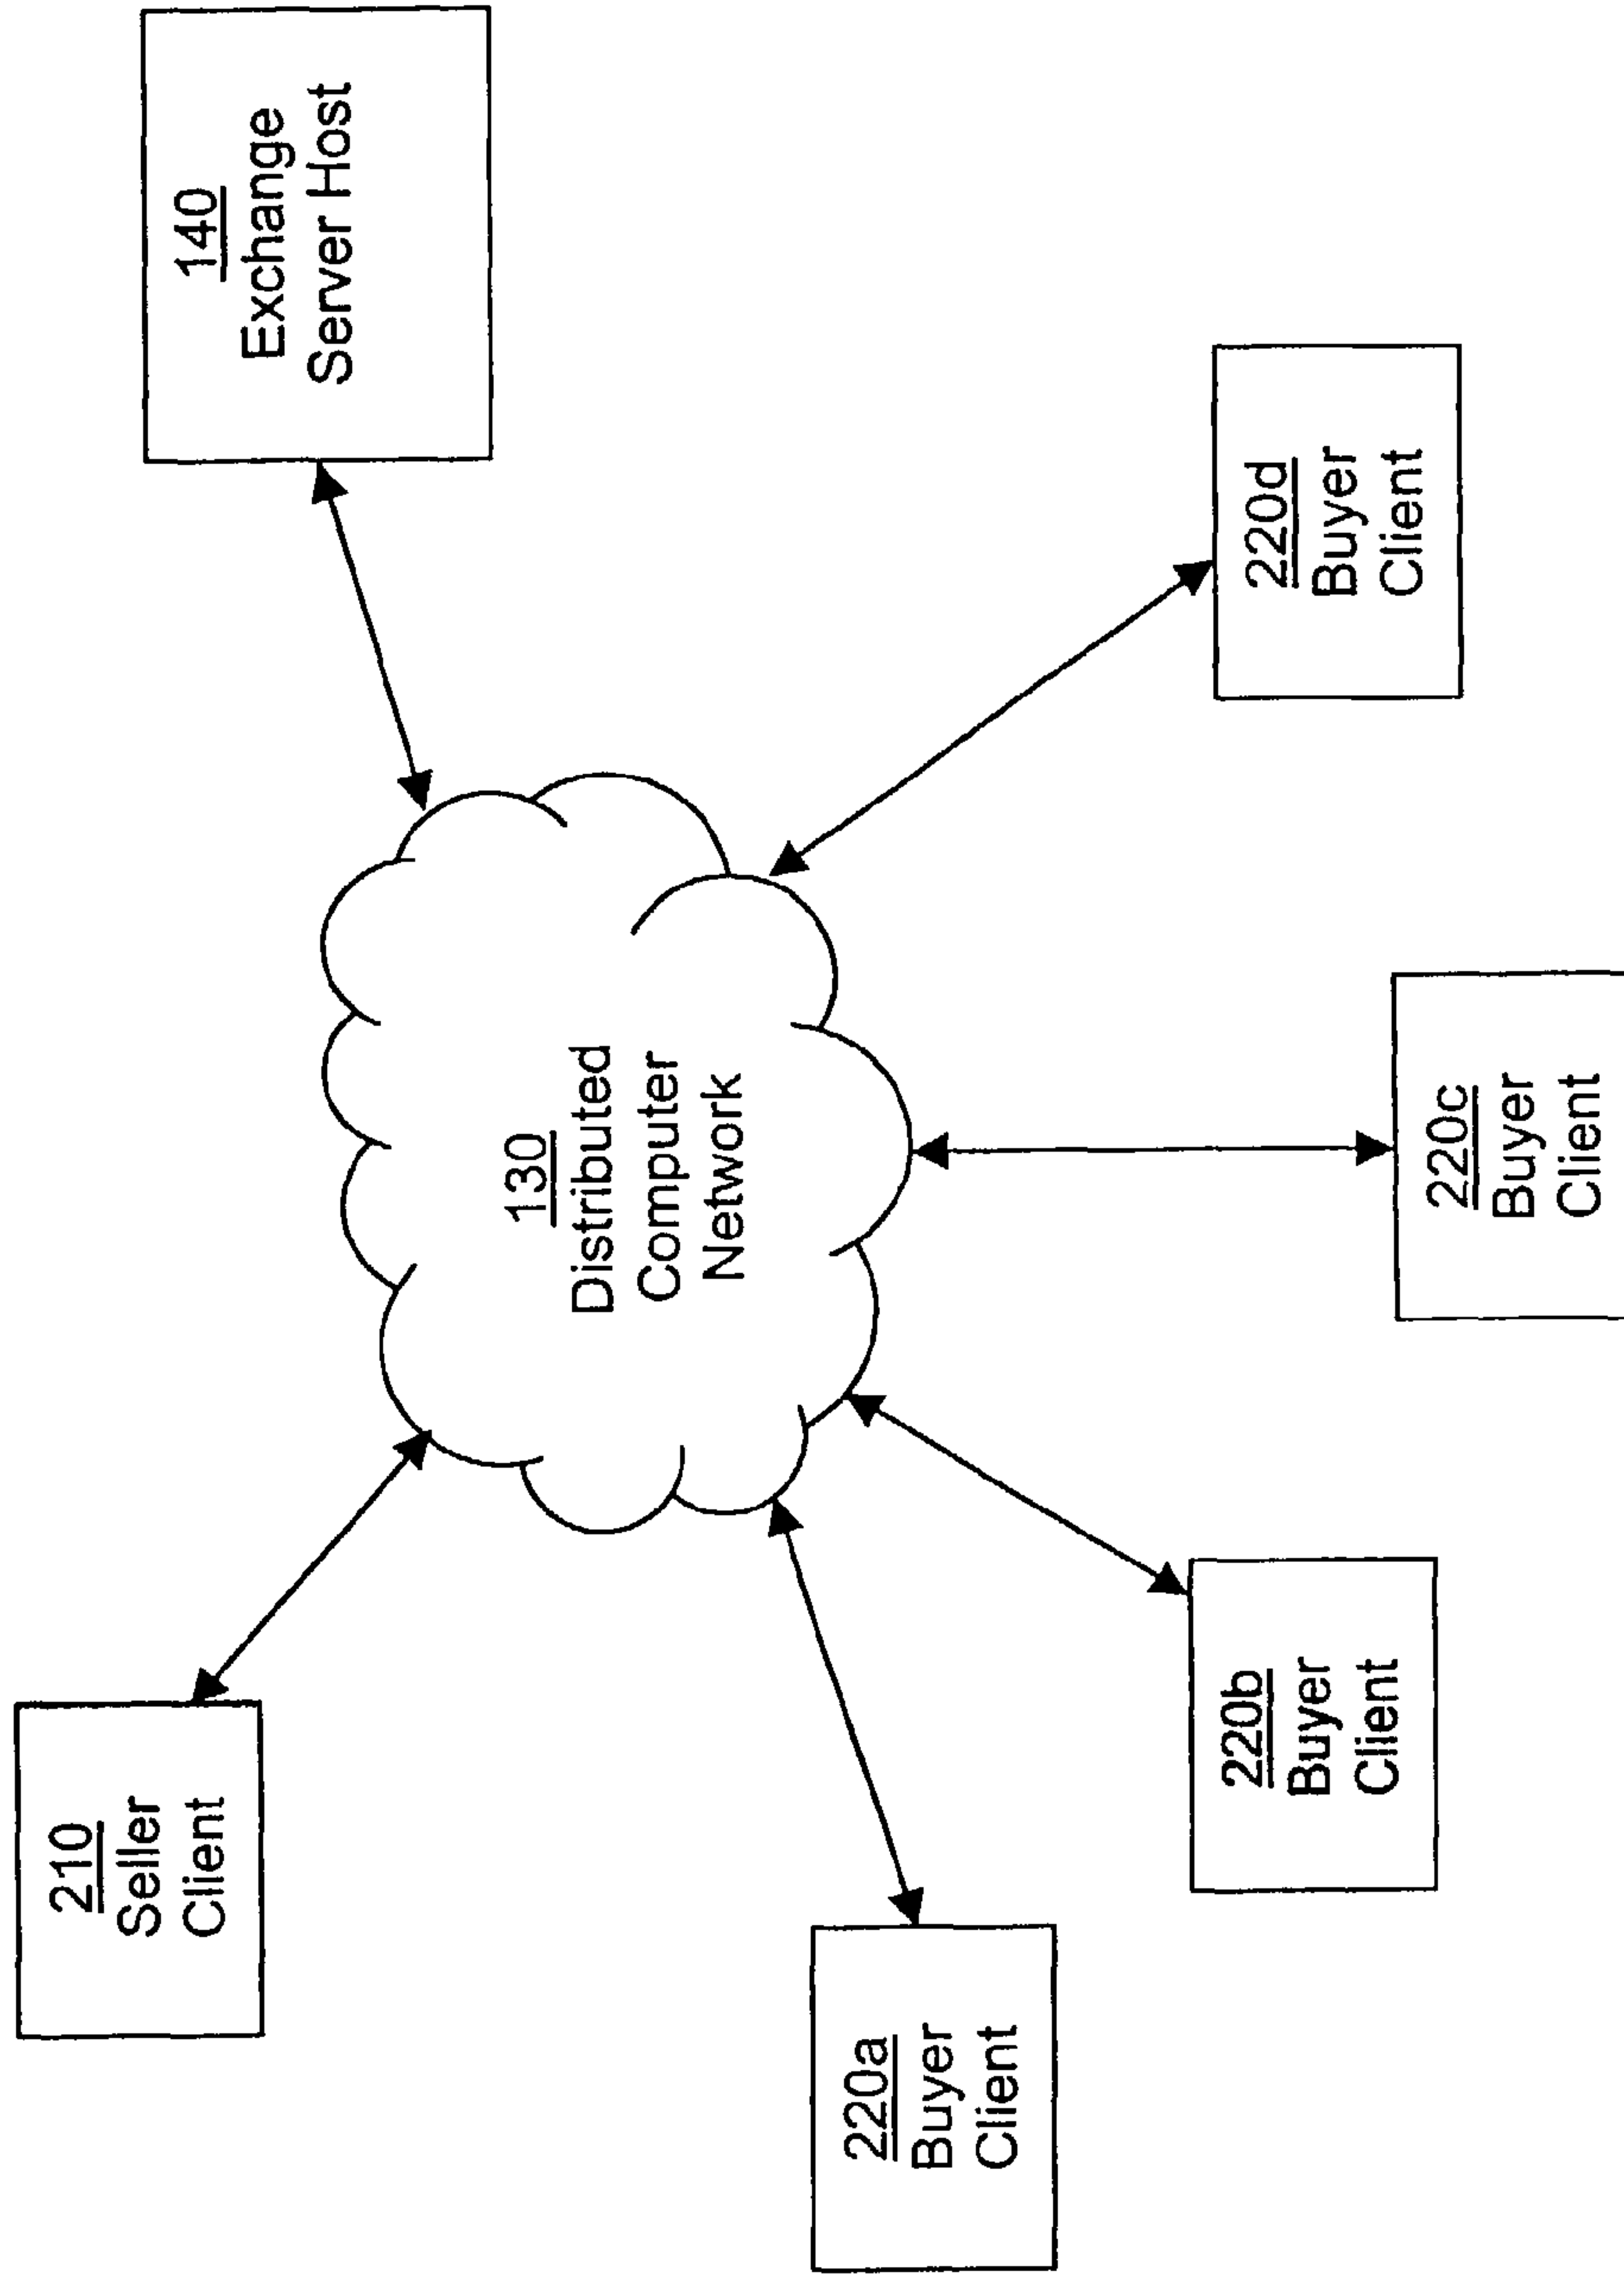 210
Seller
Client
140
Exchange
Server Host
130
Distributed
Computer
Network
220a
Buyer
Client
220b
Buyer
Client
220c
Buyer
Client
220d
Buyer
Client